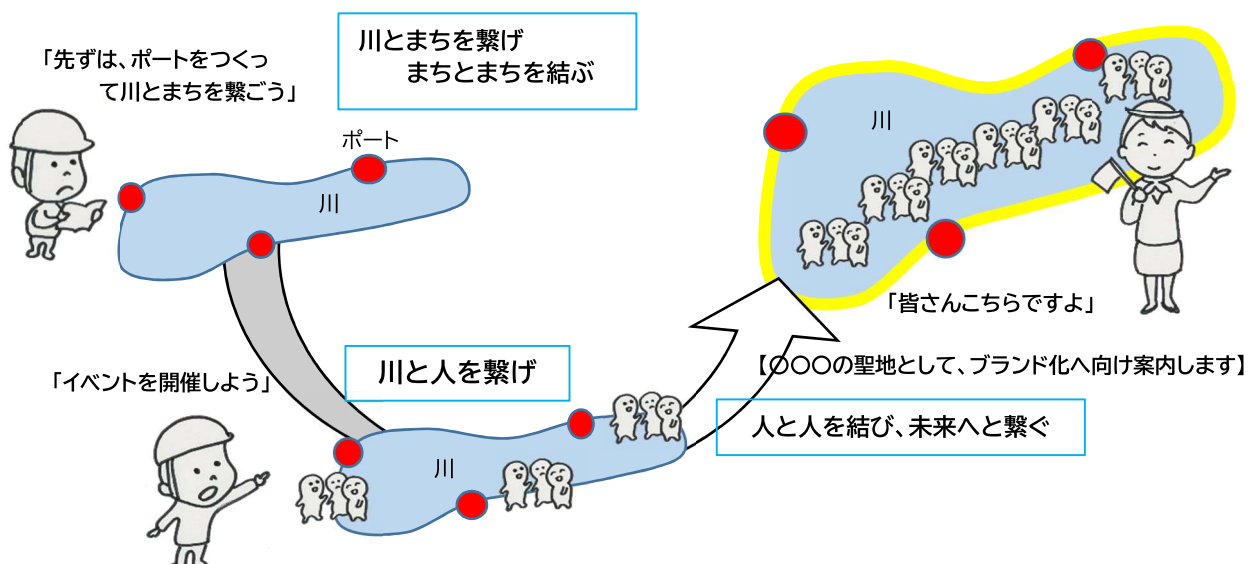 「先ずは、ポートをつくっ
て川とまちを繋ごう」
川とまちを繋げ
まちとまちを結ぶ
ポート
川
「イベントを開催しよう」
川と人を繋げ
川
川
「皆さんこちらですよ」
【〇〇〇の聖地として、ブランド化へ向け案内します】
人と人を結び、未来へと繋ぐ